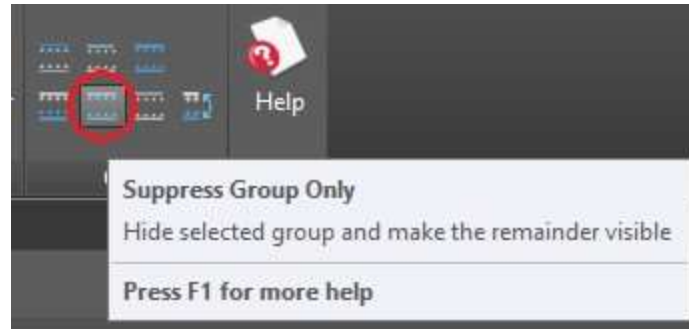 Help
Suppress Group Only
Hide selected group and make the remainder visible
Press F1 for more help